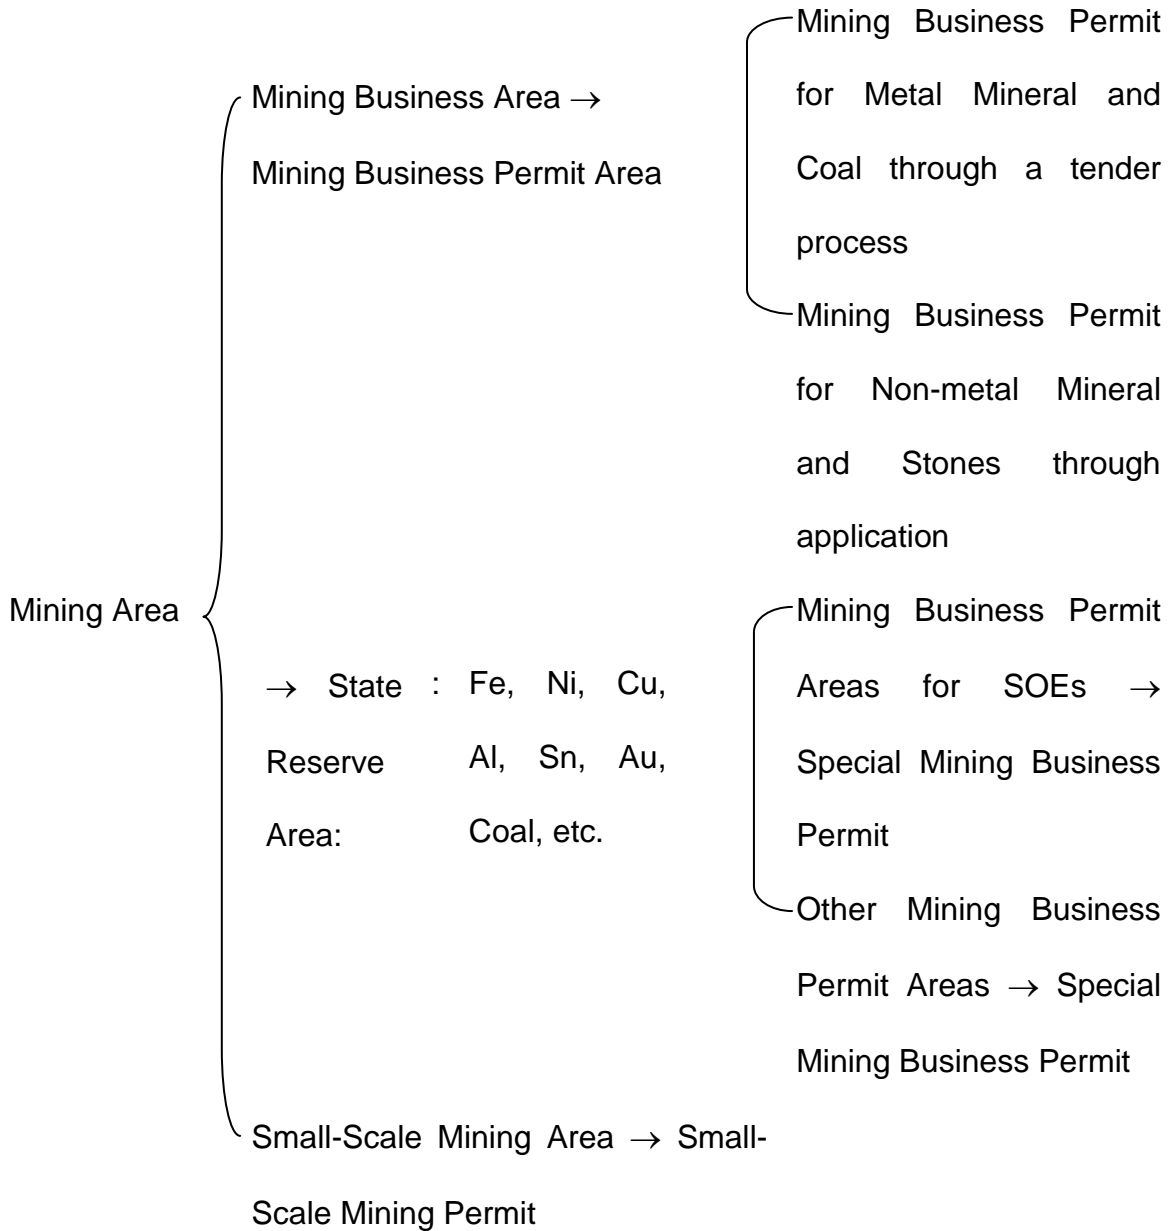 Mining Area
Mining Business Area →
Mining Business Permit Area
Mining Business Permit
for Metal Mineral and
Coal through a tender
process
Mining Business Permit
for Non-metal Mineral
and Stones through
application
→ State : Fe, Ni, Cu,
Reserve Al, Sn, Au,
Area: Coal, etc.
Mining Business Permit
Areas for SOEs →
Special Mining Business
Permit
Other Mining Business
Permit Areas → Special
Mining Business Permit
Small-Scale Mining Area → Small-
Scale Mining Permit